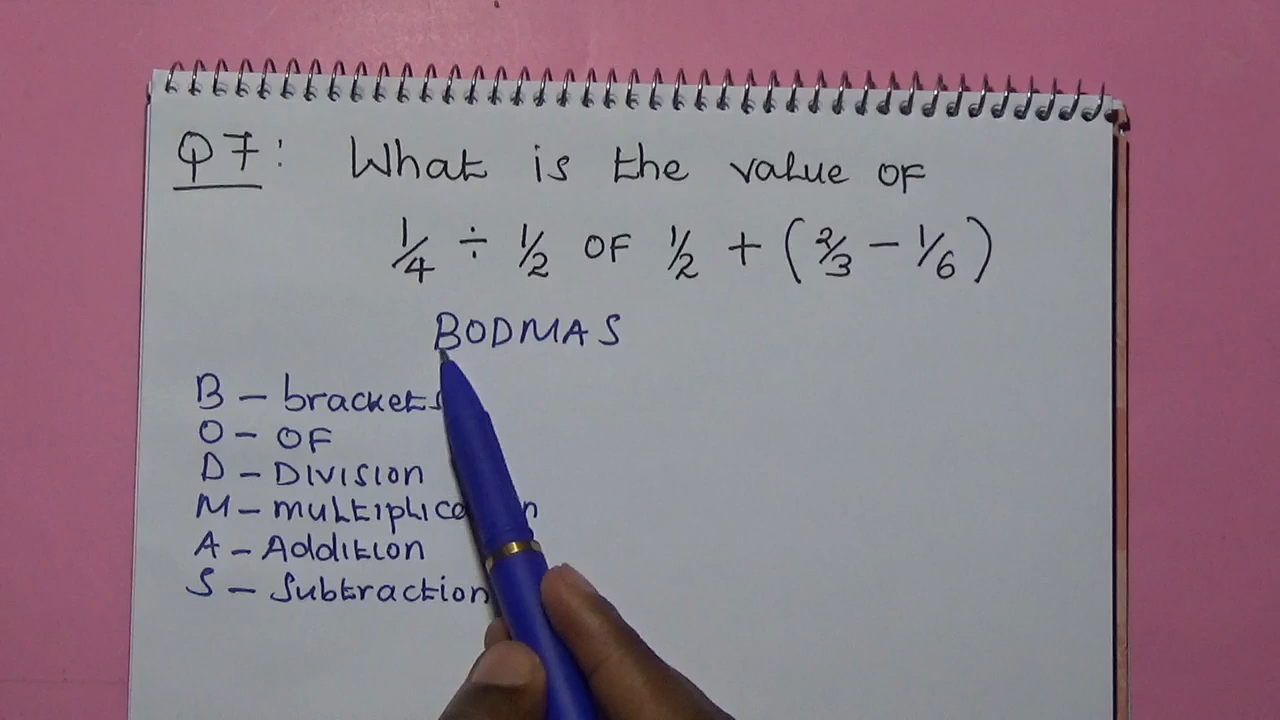 Q7: What is the value OF
1/4 ÷ 1/2 OF 1/2 + (2/3 - 1/6)
BODMAS
B - brackets
O - OF
D - DIVISION
M - multiplication
A - Addition
S - Subtraction